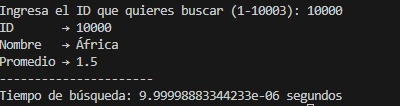 Ingresa el ID que quieres buscar (1-10003): 10000
ID → 10000
Nombre → África
Promedio → 1.5
----------------------
Tiempo de búsqueda: 9.99998883344233e-06 segundos